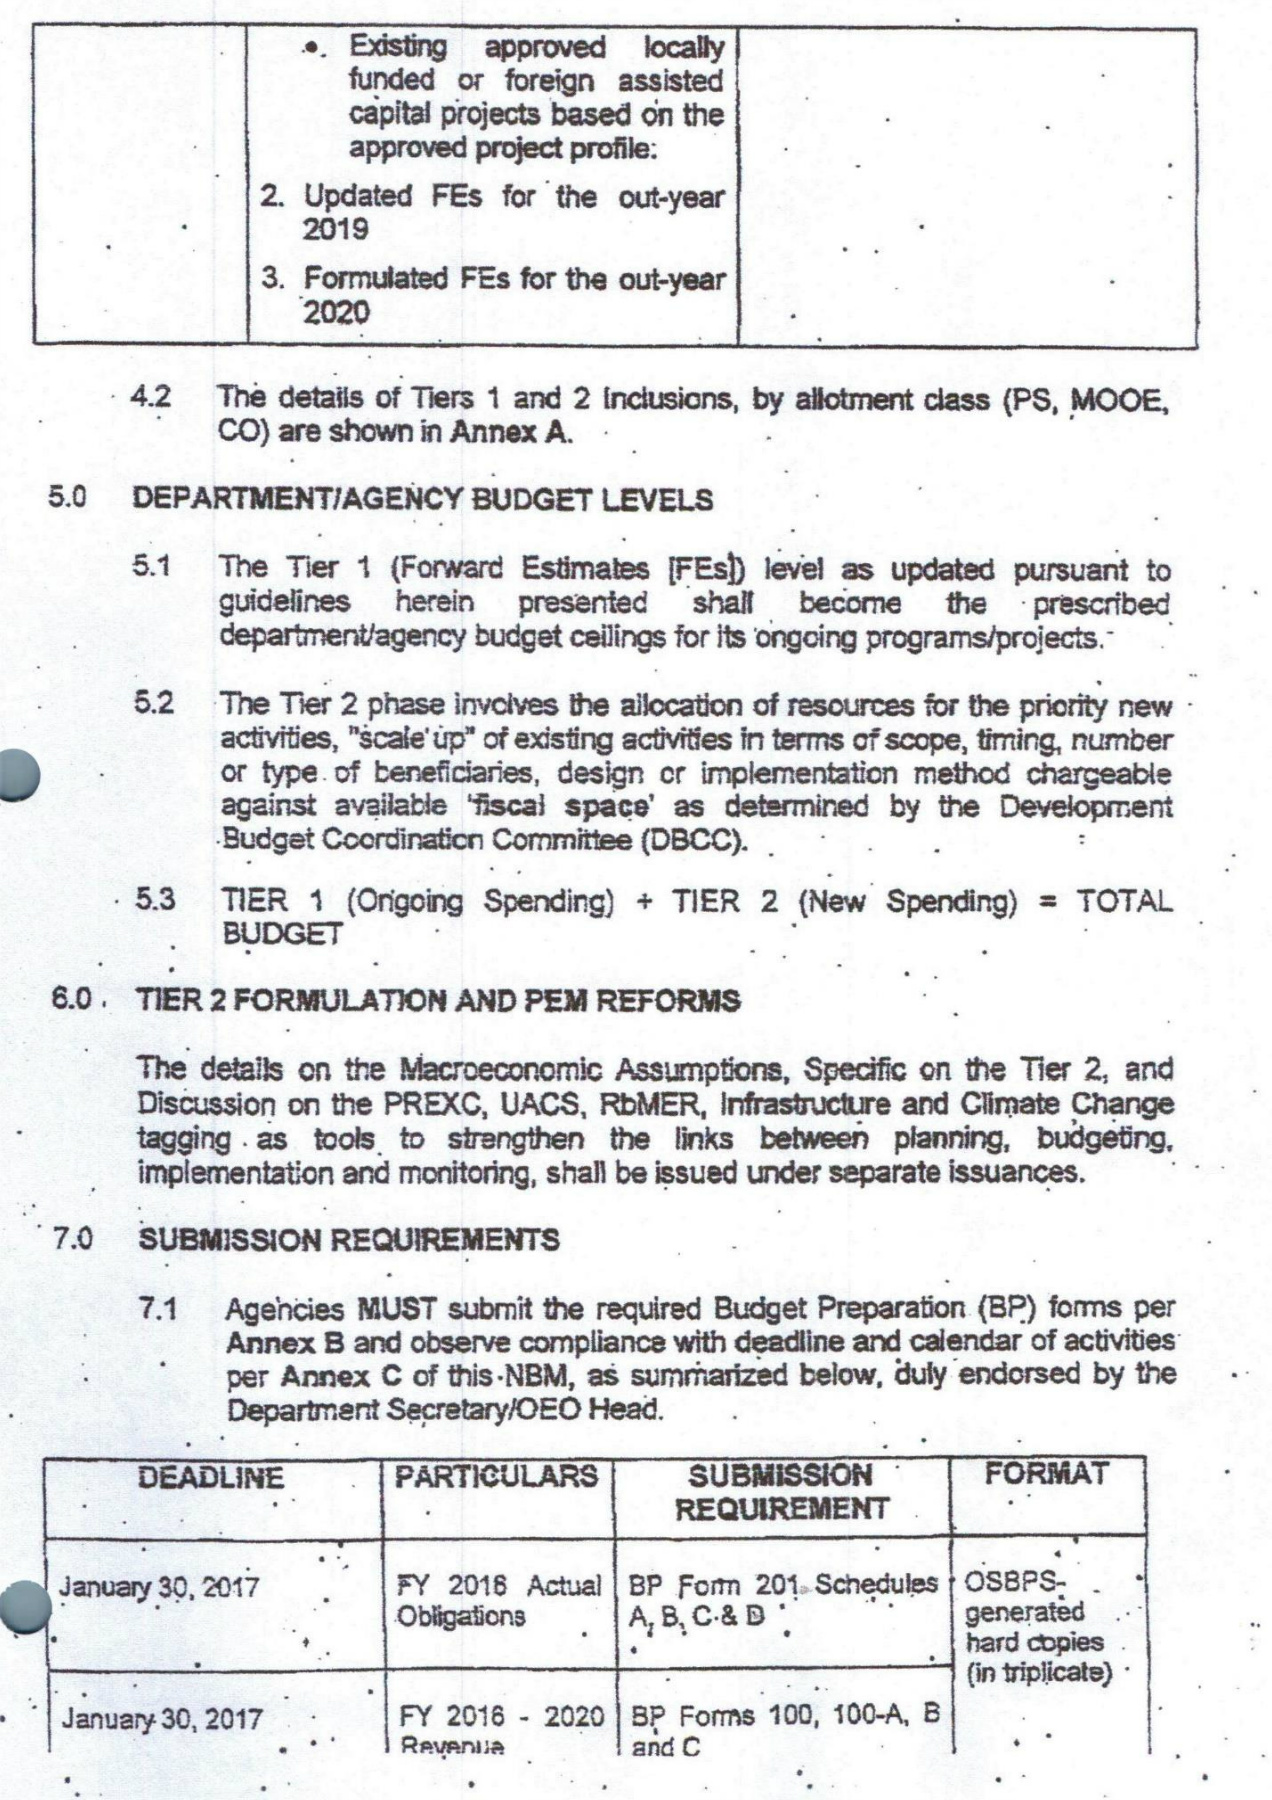 •. Existing approved locally
funded or foreign assisted
capital projects based on the
approved project profile:
2. Updated FEs for the out-year
2019
3. Formulated FEs for the out-year
2020
4.2 The details of Tiers 1 and 2 Inclusions, by allotment class (PS, MOOE,
CO) are shown in Annex A.
5.0 DEPARTMENT/AGENCY BUDGET LEVELS
5.1 The Tier 1 (Forward Estimates [FEs]) level as updated pursuant to
guidelines herein presented shall become the prescribed
department/agency budget ceilings for its ongoing programs/projects.
5.2 The Tier 2 phase involves the allocation of resources for the priority new
activities, "scale up" of existing activities in terms of scope, timing, number
or type of beneficiaries, design or implementation method chargeable
against available 'fiscal space' as determined by the Development
Budget Coordination Committee (DBCC).
5.3 TIER 1 (Ongoing Spending) + TIER 2 (New Spending) = TOTAL
BUDGET
6.0 TIER 2 FORMULATION AND PEM REFORMS
The details on the Macroeconomic Assumptions, Specific on the Tier 2, and
Discussion on the PREXC, UACS, RbMER, Infrastructure and Climate Change
tagging as tools to strengthen the links between planning, budgeting,
implementation and monitoring, shall be issued under separate issuances.
7.0 SUBMISSION REQUIREMENTS
7.1 Agencies MUST submit the required Budget Preparation (BP) forms per
Annex B and observe compliance with deadline and calendar of activities
per Annex C of this NBM, as summarized below, duly endorsed by the
Department Secretary/OEO Head.
DEADLINE PARTICULARS SUBMISSION FORMAT
REQUIREMENT
January 30, 2017 FY 2016 Actual BP Form 201 Schedules OSBPS-
Obligations A, B, C & D generated
hard copies
(in triplicate)
January 30, 2017 FY 2016 - 2020 BP Forms 100, 100-A, B
Revenue and C